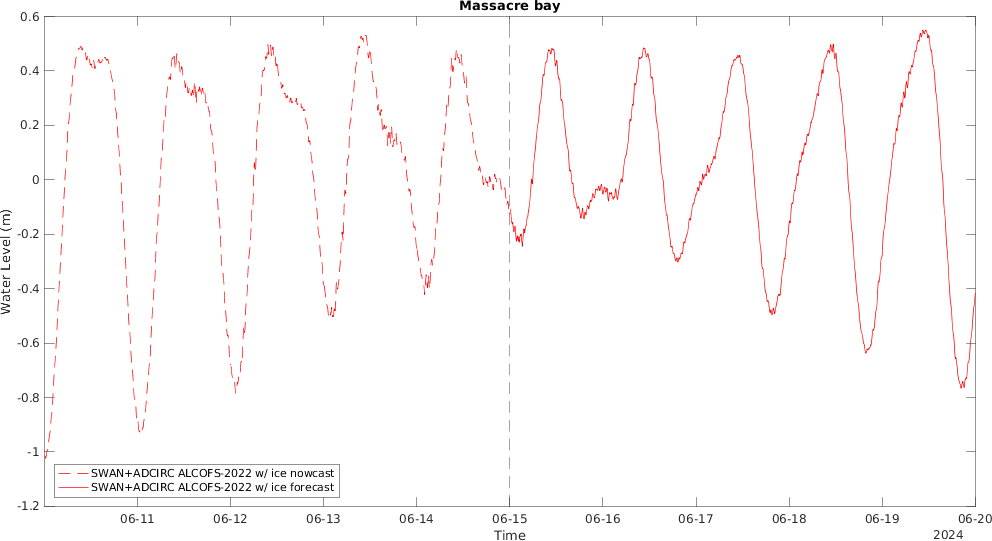 Massacre bay
0.6
0.4
0.2
0
-0.2
-0.4
-0.6
-0.8
-1
-1.2
Water Level (m)
SWAN+ADCIRC ALCOFS-2022 w/ ice nowcast
SWAN+ADCIRC ALCOFS-2022 w/ ice forecast
06-11 06-12 06-13 06-14 06-15 06-16 06-17 06-18 06-19 06-20
Time
2024